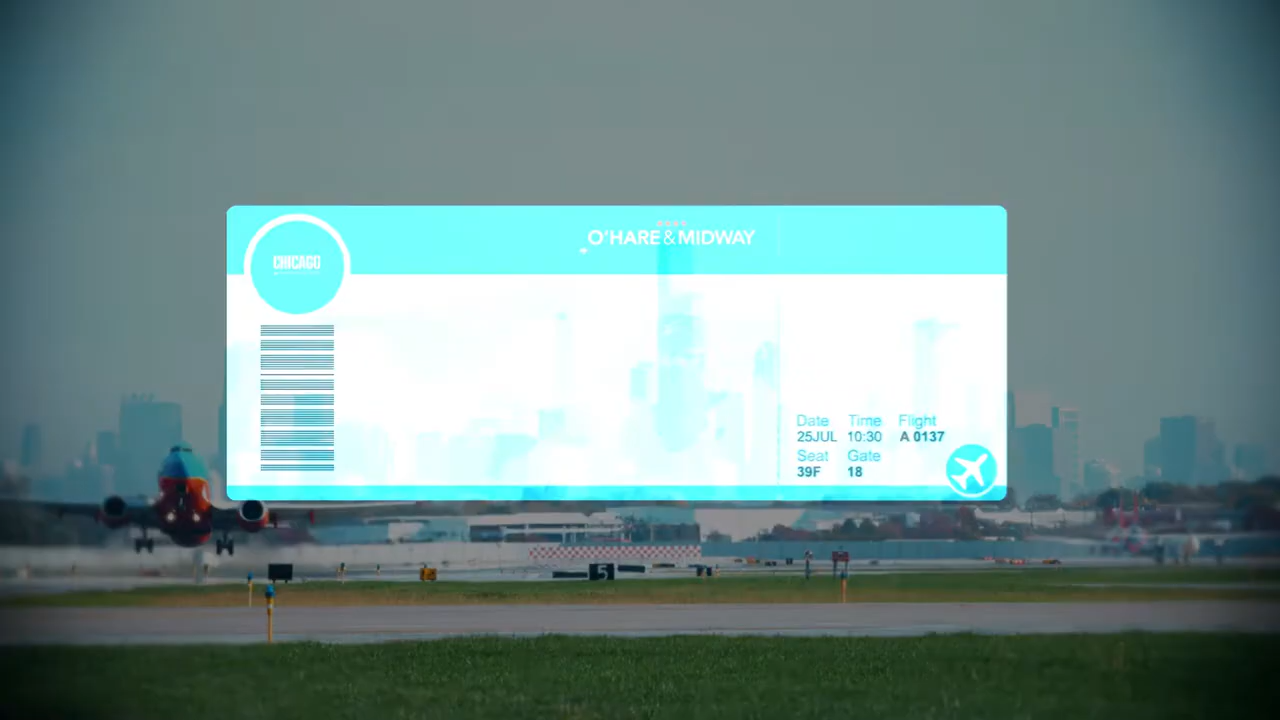 CHICAGO
O'HARE & MIDWAY
Date Time Flight
25JUL 10:30 A 0137
Seat Gate
39F 18
5